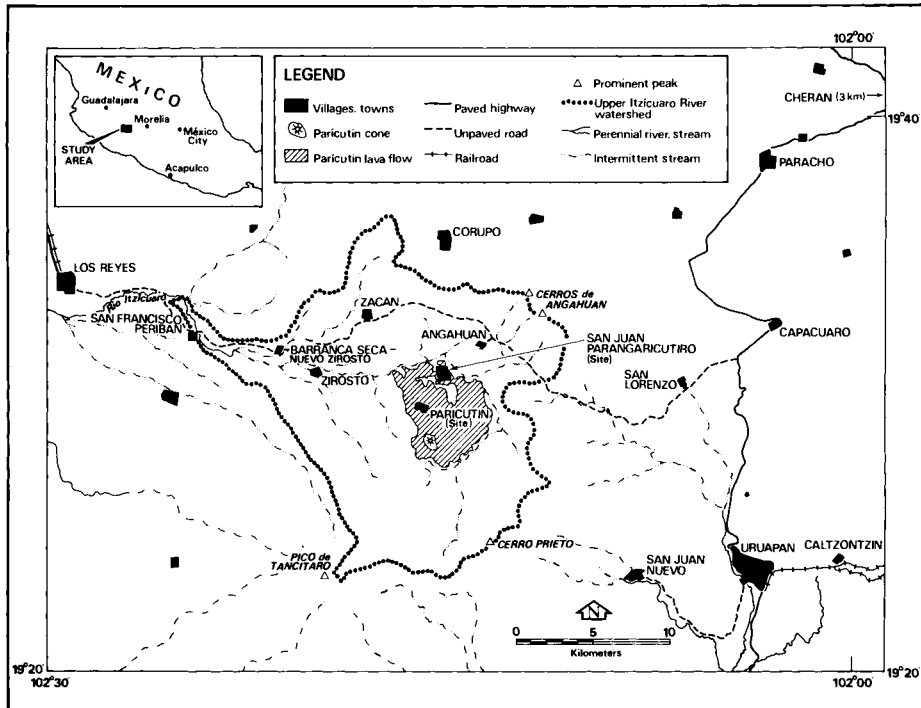 102°00'
MEXICO
Guadalajara
Morelia
México
City
STUDY
AREA
Acapulco
LEGEND
Villages, towns
Paricutin cone
Paricutin lava flow
Paved highway
Unpaved road
Railroad
Prominent peak
Upper Itzícuaro River
watershed
Perennial river, stream
Intermittent stream
CHERAN (3 km)
19°40'
PARACHO
CORUPO
LOS REYES
Rio Itzicuaro
SAN FRANCISCO
PERIBAN
ZACAN
CERROS de
ANGAHUAN
ANGAHUAN
SAN JUAN
PARANGARICUTIRO
(Site)
CAPACUARO
BARRANCA SECA
NUEVO ZIROSTO
ZIROSTO
SAN
LORENZO
PARICUTIN
(Site)
PICO de
TANCITARO
CERRO PRIETO
SAN JUAN
NUEVO
URUAPAN
CALTZONTZIN
N
0 5 10
Kilometers
19°20'
102°30'
19°20'
102°00'